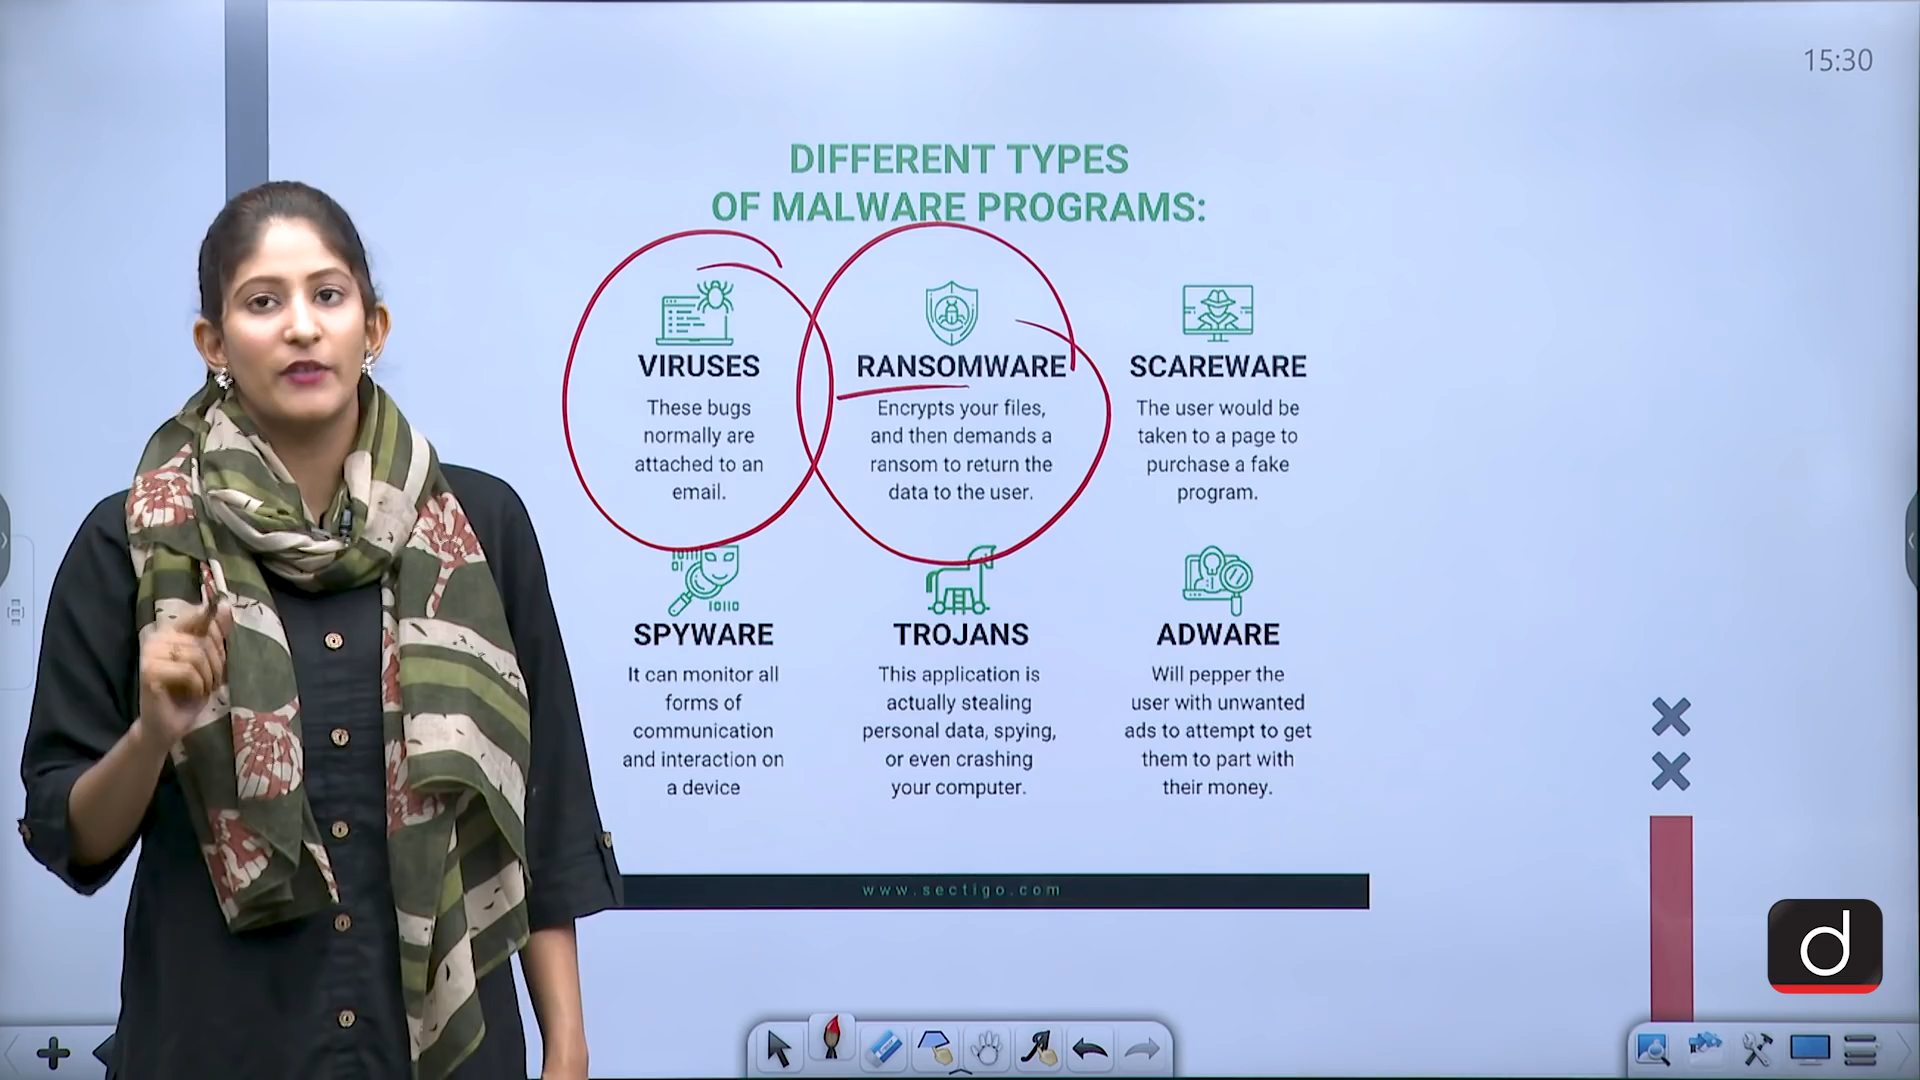 15:30
DIFFERENT TYPES
OF MALWARE PROGRAMS:
VIRUSES
These bugs
normally are
attached to an
email.
RANSOMWARE
Encrypts your files,
and then demands a
ransom to return the
data to the user.
SCAREWARE
The user would be
taken to a page to
purchase a fake
program.
SPYWARE
It can monitor all
forms of
communication
and interaction on
a device
TROJANS
This application is
actually stealing
personal data, spying,
or even crashing
your computer.
ADWARE
Will pepper the
user with unwanted
ads to attempt to get
them to part with
their money.
www.sectigo.com
d